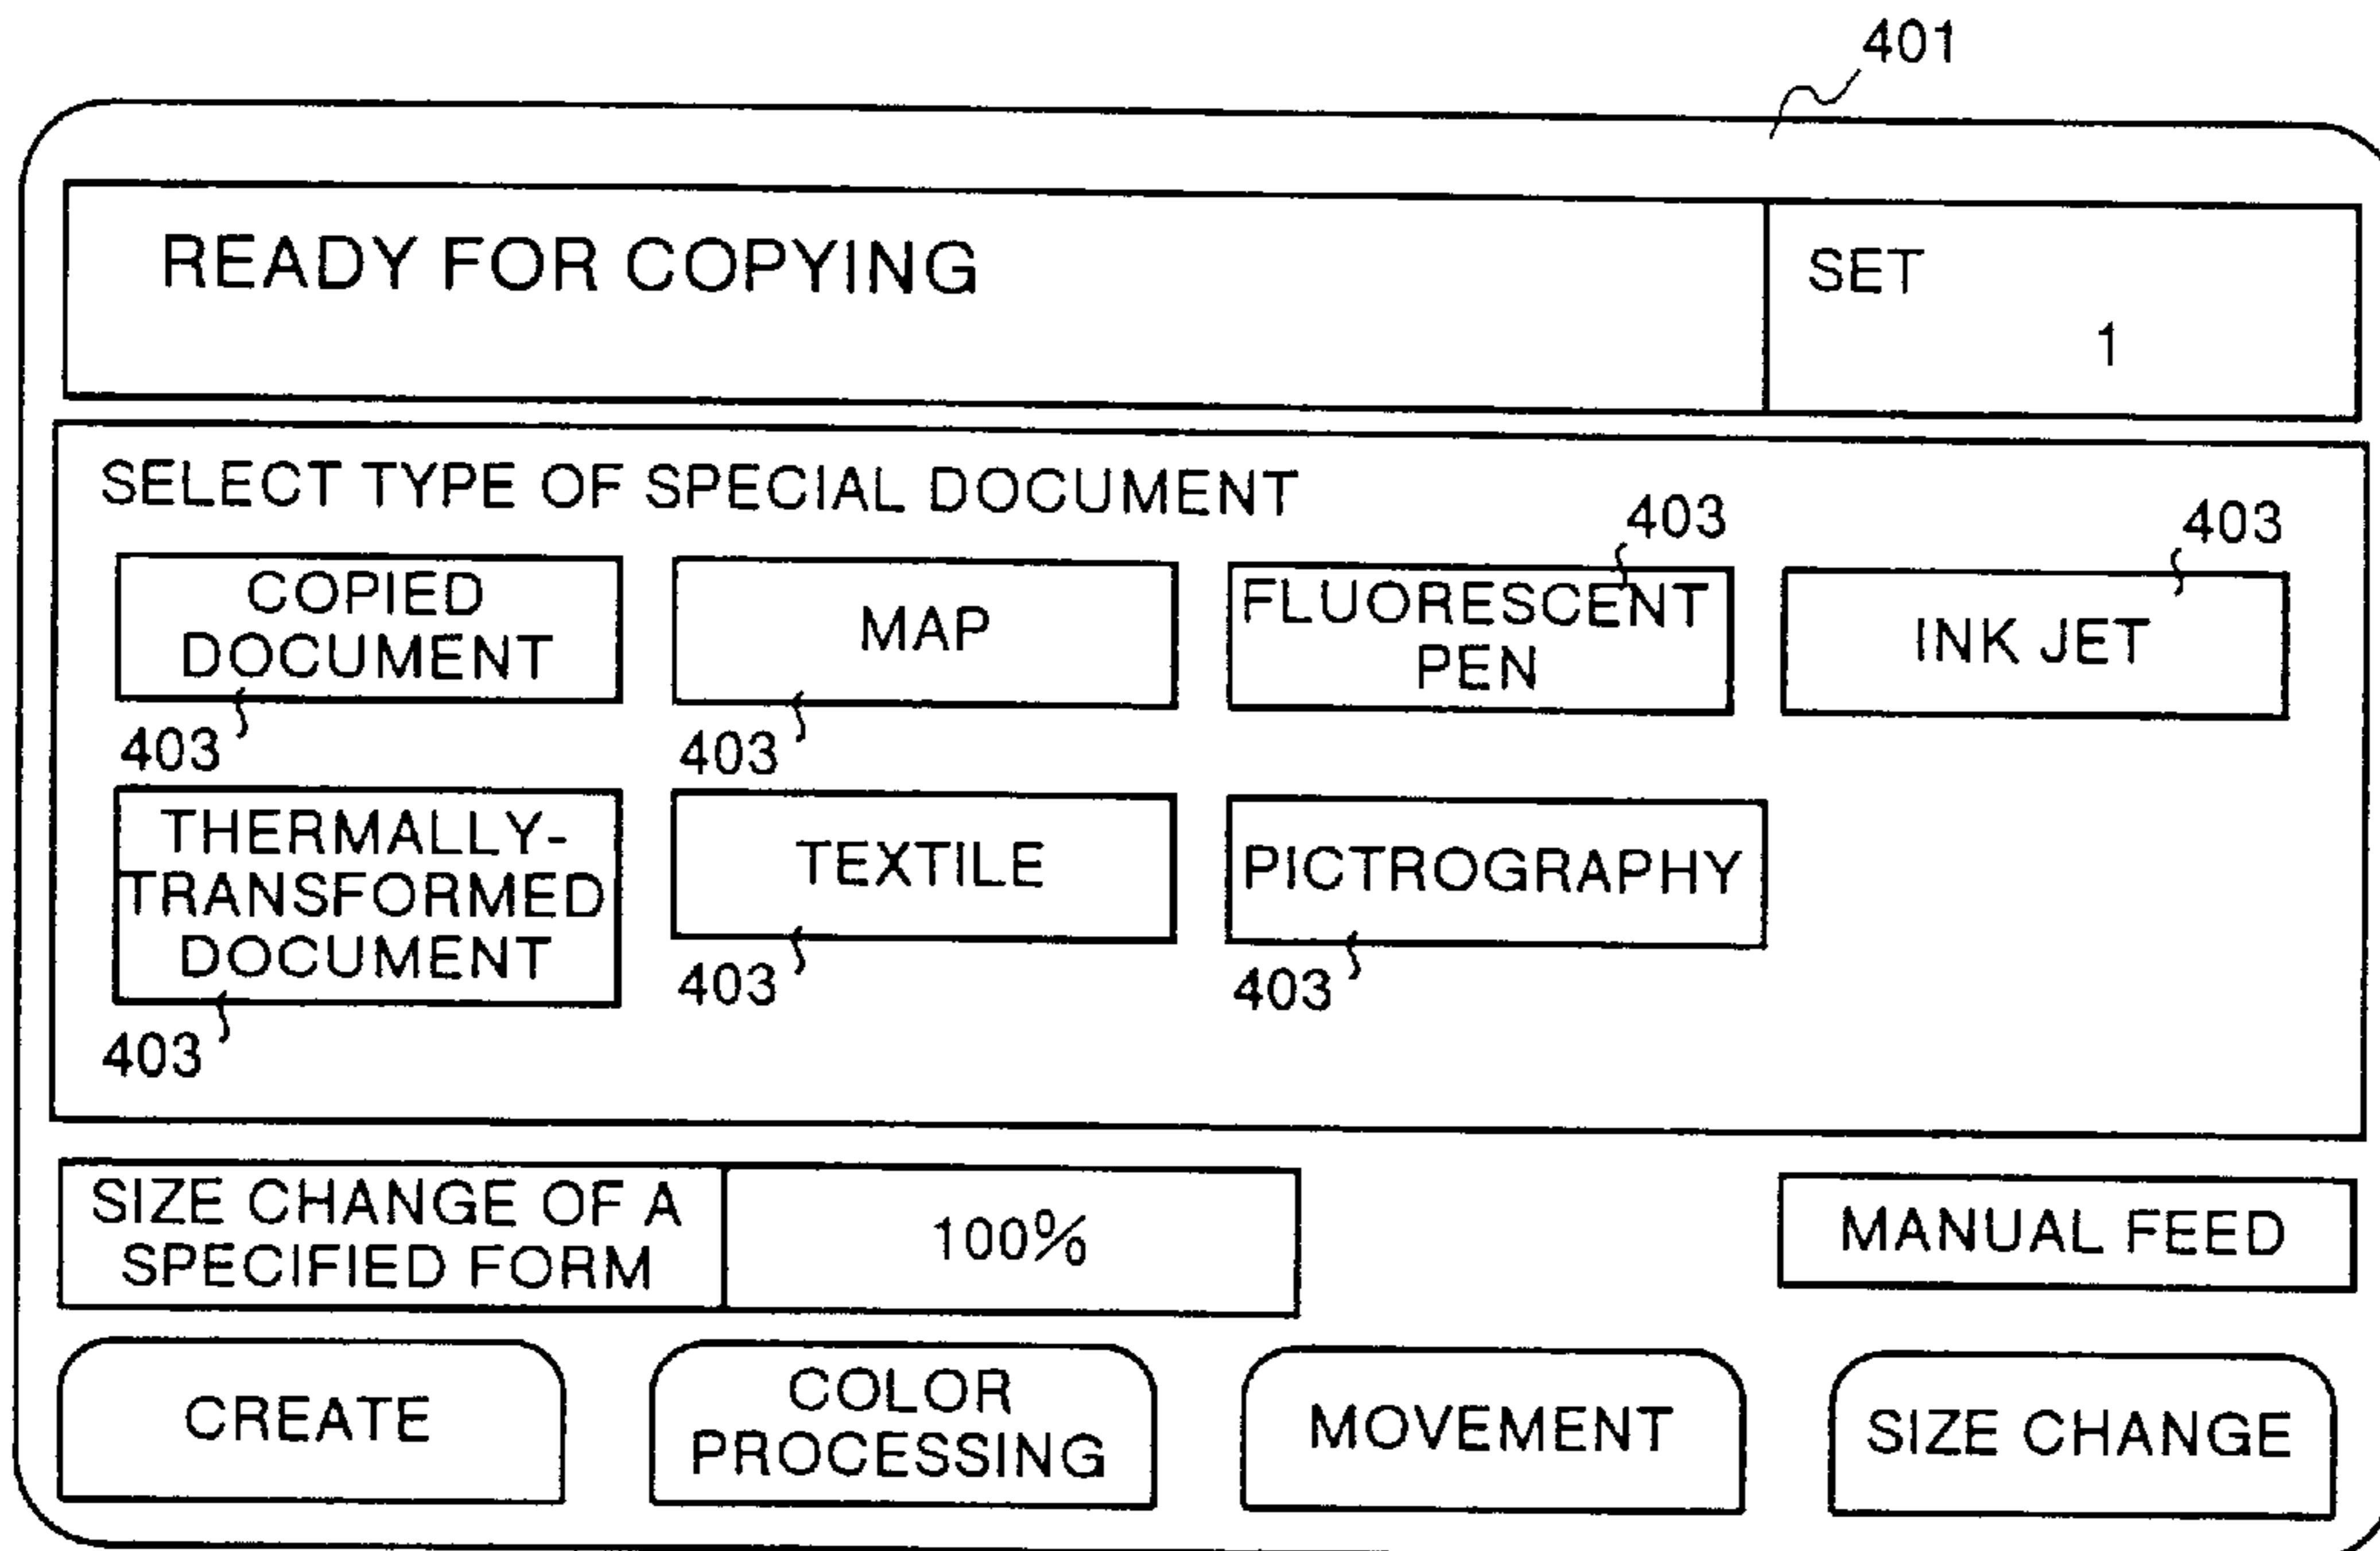 401
READY FOR COPYING
SET
1
SELECT TYPE OF SPECIAL DOCUMENT
403
403
COPIED
DOCUMENT
MAP
FLUORESCENT
PEN
INK JET
403
403
THERMALLY-
TRANSFORMED
DOCUMENT
TEXTILE
PICTROGRAPHY
403
403
403
SIZE CHANGE OF A
SPECIFIED FORM
100%
MANUAL FEED
CREATE
COLOR
PROCESSING
MOVEMENT
SIZE CHANGE